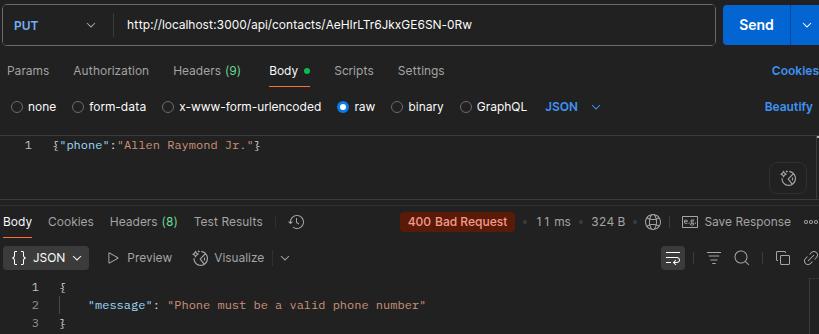 PUT http://localhost:3000/api/contacts/AeHIrLTr6JkxGE6SN-0Rw Send
Params Authorization Headers (9) Body Scripts Settings Cookies
none form-data x-www-form-urlencoded raw binary GraphQL JSON Beautify
1 {"phone":"Allen Raymond Jr."}
Body Cookies Headers (8) Test Results 400 Bad Request 11 ms 324 B e.g. Save Response
{} JSON Preview Visualize
1 {
2 "message": "Phone must be a valid phone number"
3 }